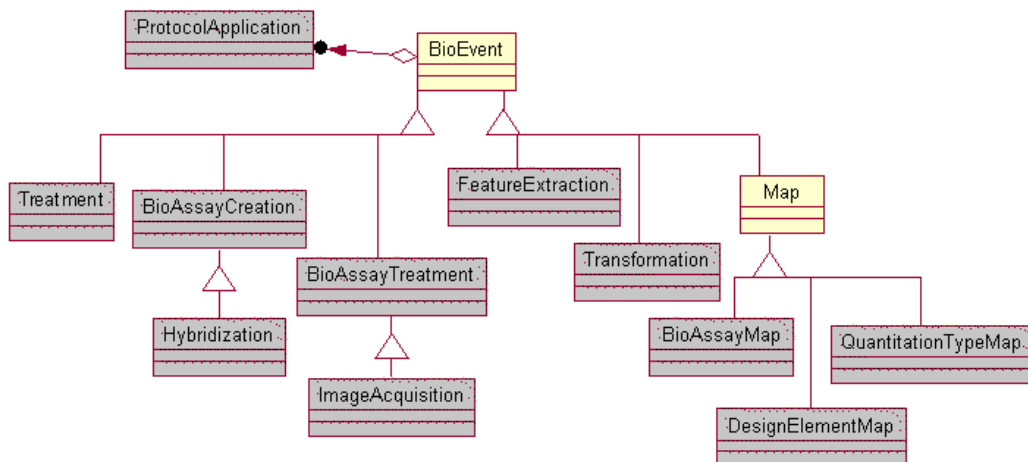 ProtocolApplication
BioEvent
Treatment
BioAssayCreation
FeatureExtraction
Map
BioAssayTreatment
Transformation
Hybridization
BioAssayMap
QuantitationTypeMap
ImageAcquisition
DesignElementMap